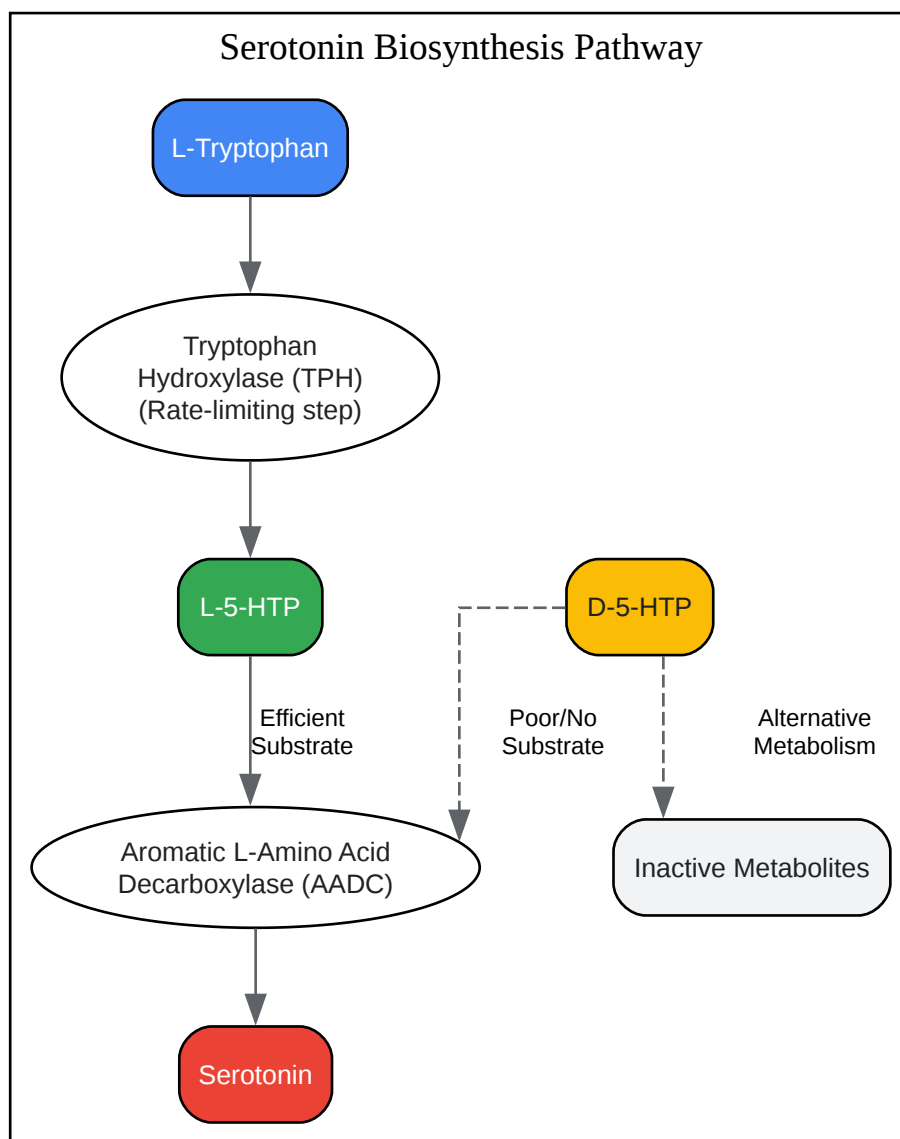 Serotonin Biosynthesis Pathway
L-Tryptophan
Tryptophan
Hydroxylase (TPH)
(Rate-limiting step)
L-5-HTP
D-5-HTP
Efficient
Substrate
Poor/No
Substrate
Alternative
Metabolism
Aromatic L-Amino Acid
Decarboxylase (AADC)
Inactive Metabolites
Serotonin